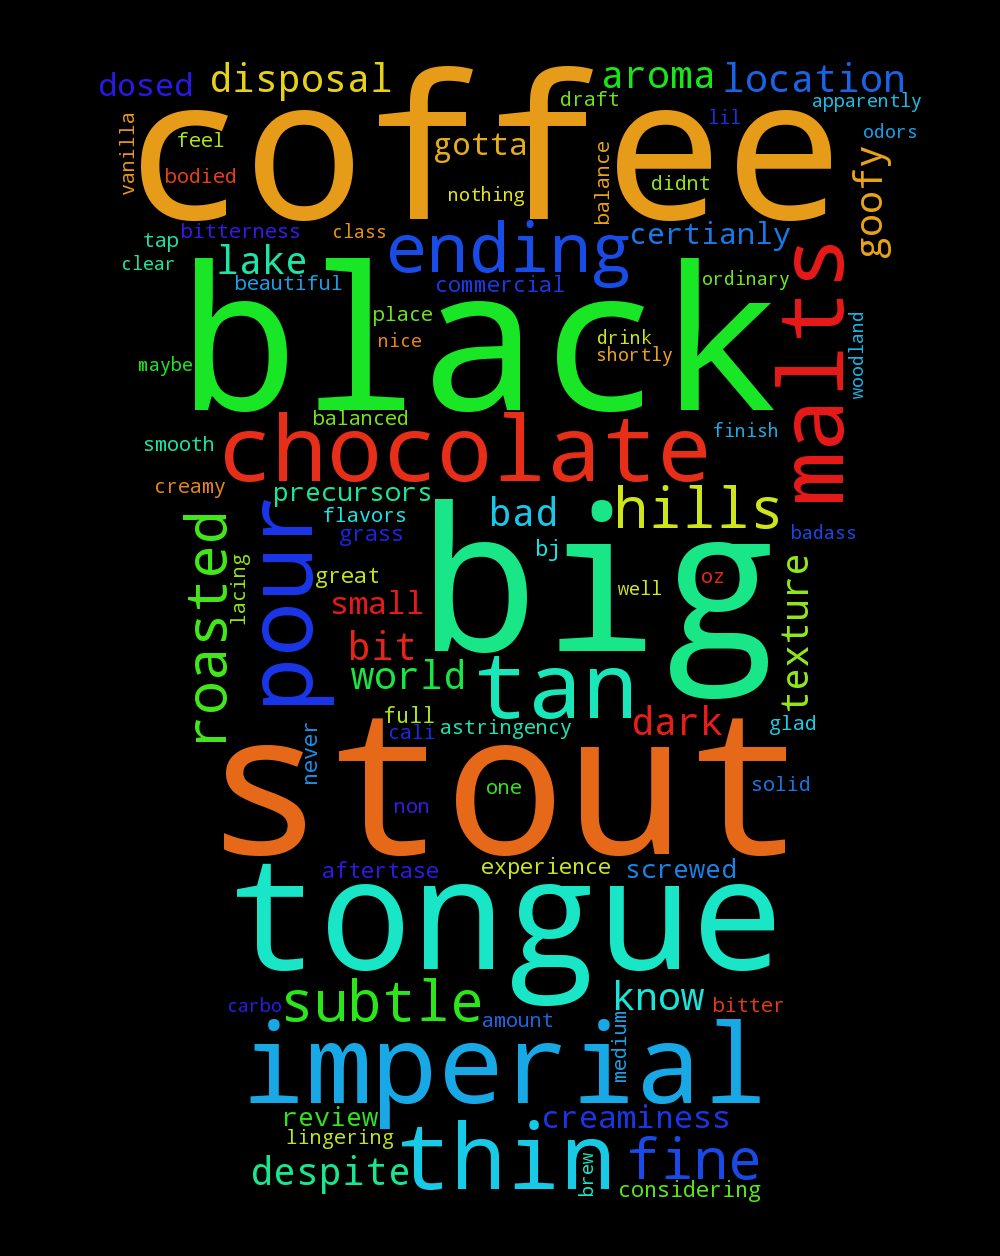 dosed
disposal
aroma
location
coffee
draft
apparently
lil
vanilla
feel
gotta
balance
odors
bodied
nothing
didnt
goofy
tap
bitterness
class
ending
certianly
clear
lake
beautiful
commercial
ordinary
malts
black
place
nice
drink
shortly
woodland
maybe
balanced
smooth
chocolate
finish
creamy
precursors
flavors
grass
bad
hills
roasted
pour
big
bj
badass
lacing
great
small
well
oz
texture
bit
world
tan
full
cali
astringency
dark
glad
never
stout
non
one
solid
aftertase
experience
screwed
tongue
carbo
subtle
amount
know
bitter
medium
imperial
review
lingering
creaminess
despite
thin
brew
fine
considering